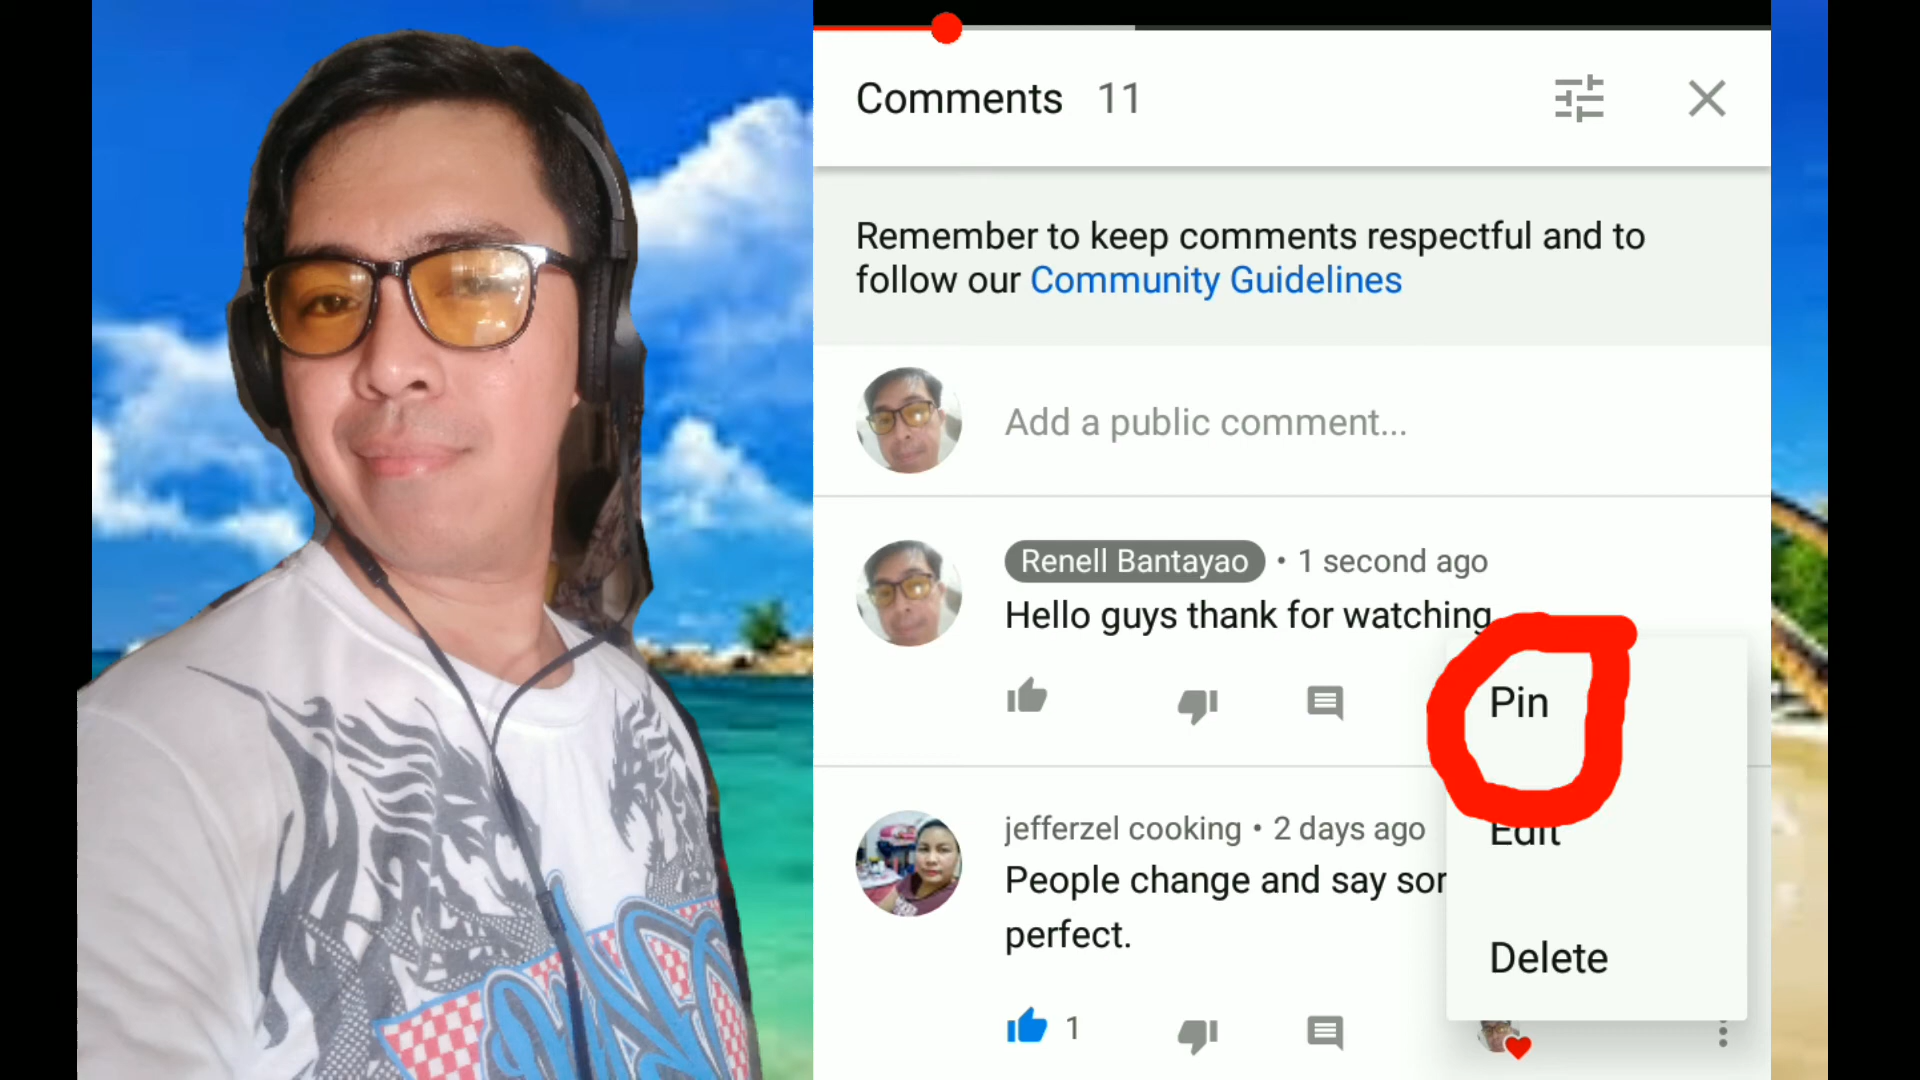 Comments 11
Remember to keep comments respectful and to
follow our Community Guidelines
Add a public comment...
Renell Bantayao • 1 second ago
Hello guys thank for watching
Pin
Edit
Delete
jefferzel cooking • 2 days ago
People change and say sor
perfect.
1